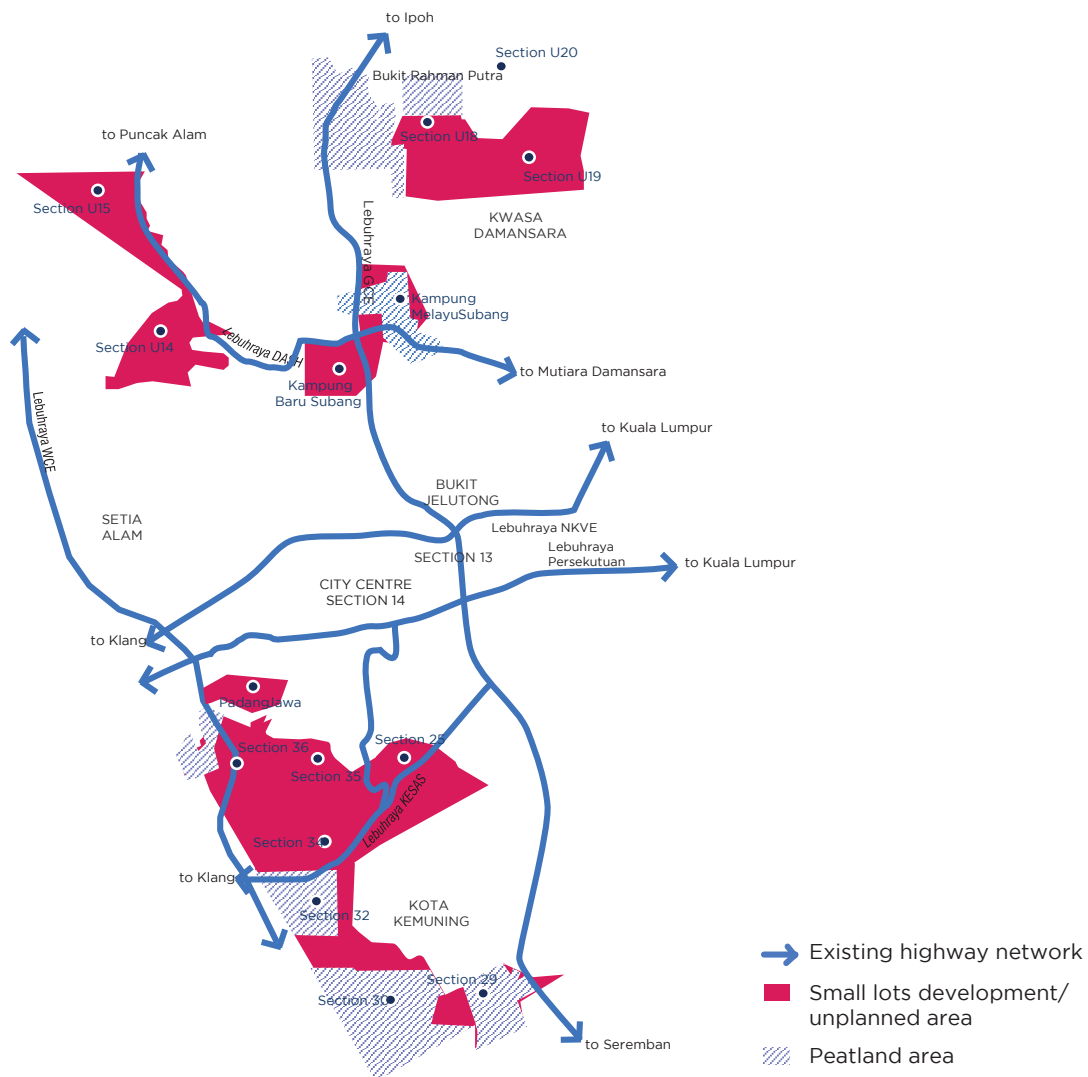 to Ipoh
Section U20
Bukit Rahman Putra
to Puncak Alam
Section U18
Section U19
Section U15
KWASA
DAMANSARA
Lebuhraya GCE
Kampung
MelayuSubang
Section U14
Lebuhraya DASH
to Mutiara Damansara
Kampung
Baru Subang
Lebuhraya WCE
to Kuala Lumpur
BUKIT
JELUTONG
SETIA
ALAM
Lebuhraya NKVE
SECTION 13
Lebuhraya
Persekutuan
to Kuala Lumpur
CITY CENTRE
SECTION 14
to Klang
PadangJawa
Section 36
Section 25
Section 35
Lebuhraya KESAS
Section 34
to Klang
Section 32
KOTA
KEMUNING
Section 29
Section 30
to Seremban
Existing highway network
Small lots development/
unplanned area
Peatland area